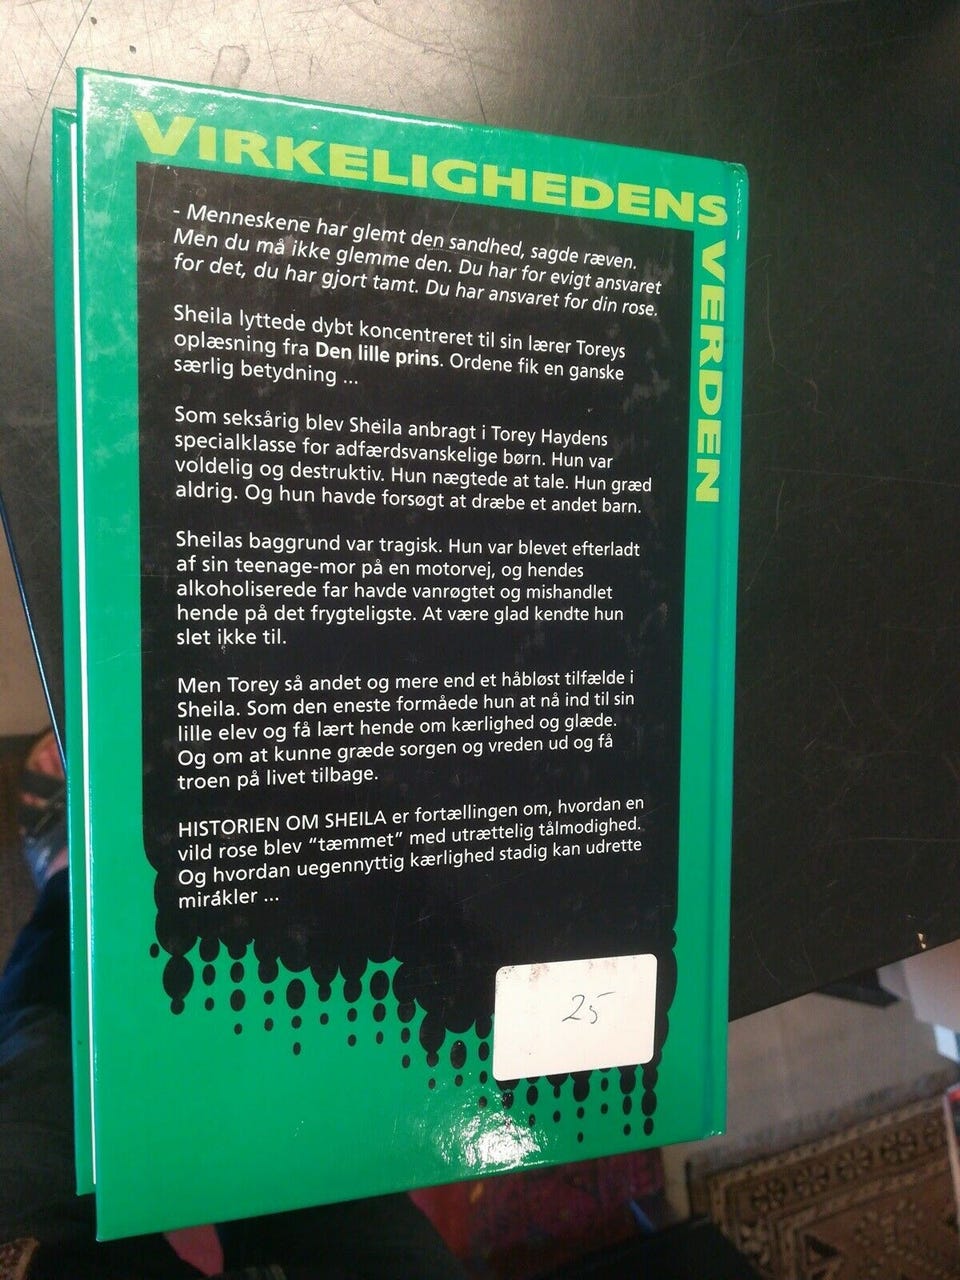 VIRKELIGHEDENS
VERDEN
- Menneskene har glemt den sandhed, sagde ræven.
Men du må ikke glemme den. Du har for evigt ansvaret
for det, du har gjort tamt. Du har ansvaret for din rose.
Sheila lyttede dybt koncentreret til sin lærer Toreys
oplæsning fra Den lille prins. Ordene fik en ganske
særlig betydning ...
Som seksårig blev Sheila anbragt i Torey Haydens
specialklasse for adfærdsvanskelige børn. Hun var
voldelig og destruktiv. Hun nægtede at tale. Hun græd
aldrig. Og hun havde forsøgt at dræbe et andet barn.
Sheilas baggrund var tragisk. Hun var blevet efterladt
af sin teenage-mor på en motorvej, og hendes
alkoholiserede far havde vanrøgtet og mishandlet
hende på det frygteligste. At være glad kendte hun
slet ikke til.
Men Torey så andet og mere end et håbløst tilfælde i
Sheila. Som den eneste formåede hun at nå ind til sin
lille elev og få lært hende om kærlighed og glæde.
Og om at kunne græde sorgen og vreden ud og få
troen på livet tilbage.
HISTORIEN OM SHEILA er fortællingen om, hvordan en
vild rose blev "tæmmet" med utrættelig tålmodighed.
Og hvordan uegennyttig kærlighed stadig kan udrette
mirakler ...
25